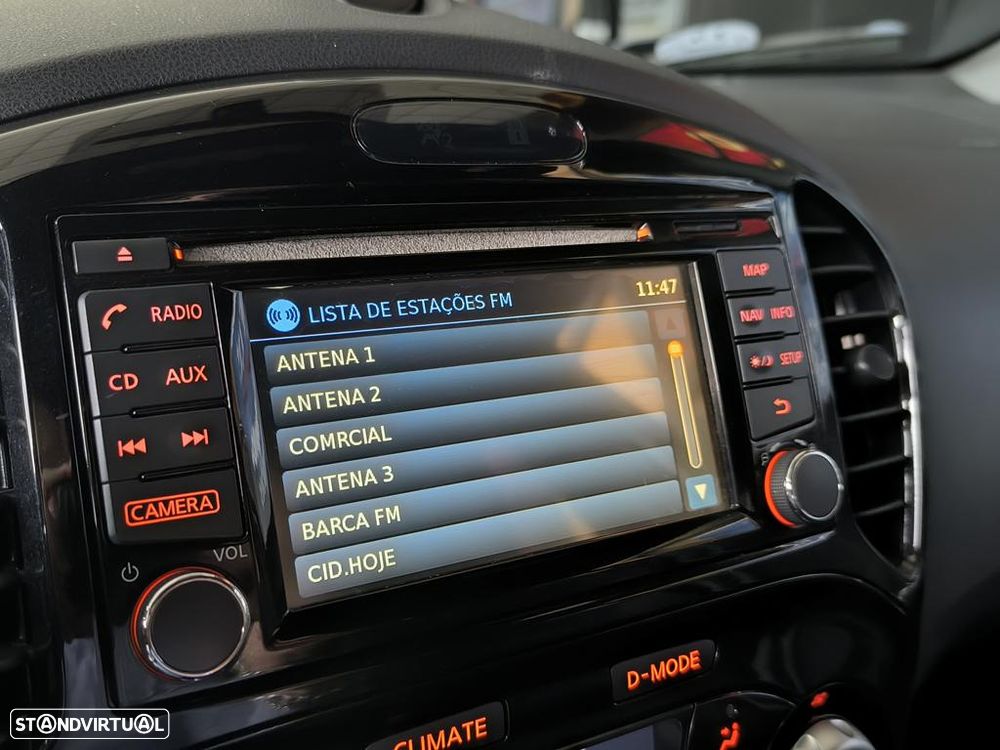 LISTA DE ESTAÇÕES FM
11:47
ANTENA 1
ANTENA 2
COMRCIAL
ANTENA 3
BARCA FM
CID.HOJE
RADIO
CD AUX
CAMERA
VOL
MAP
NAV INFO
SETUP
D-MODE
CLIMATE
STANDVIRTUAL